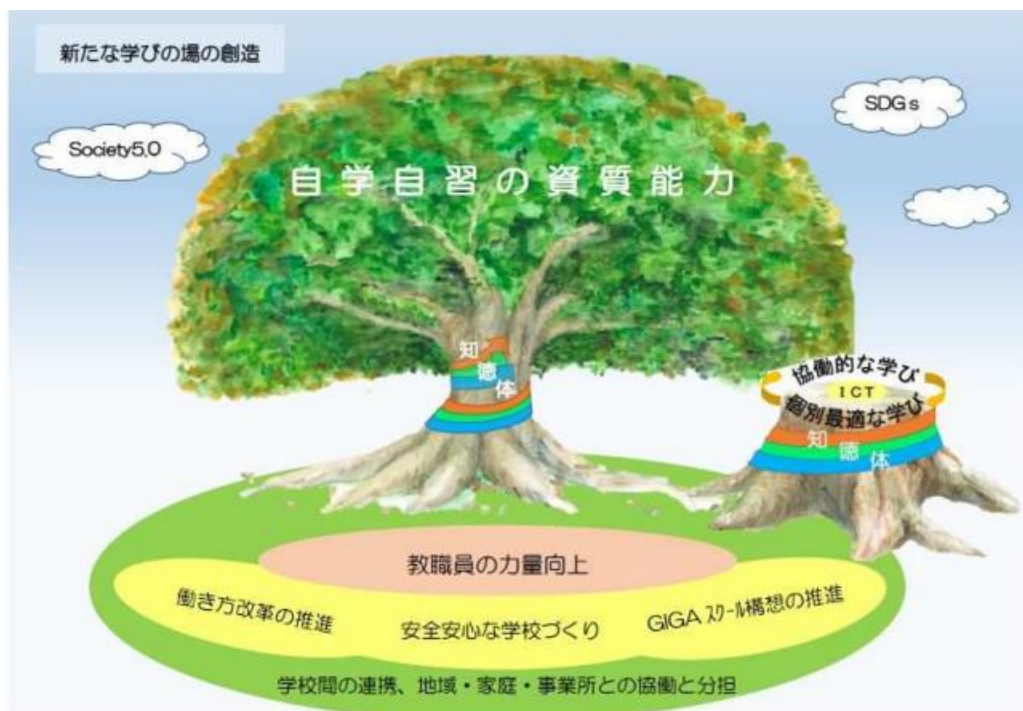 新たな学びの場の創造
SDGs
Society5.0
自学自習の資質能力
知
徳
体
協働的な学び
ICT
個別最適な学び
知
徳
体
教職員の力量向上
働き方改革の推進
安全安心な学校づくり
GIGAスクール構想の推進
学校間の連携、地域・家庭・事業所との協働と分担